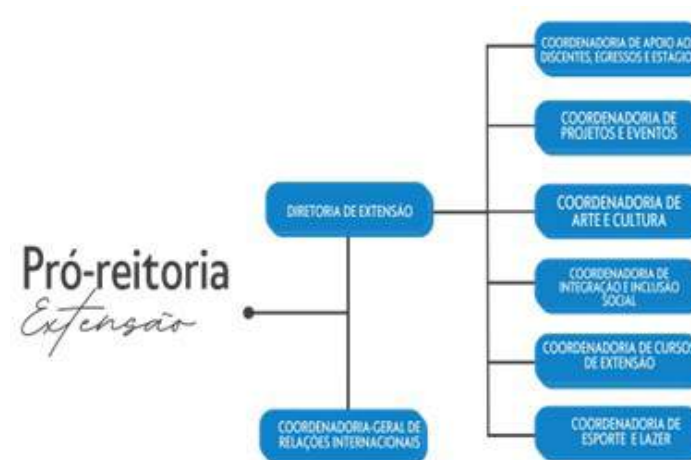 Pró-reitoria
Extensão
DIRETORIA DE EXTENSÃO
COORDENADORIA-GERAL DE
RELAÇÕES INTERNACIONAIS
COORDENADORIA DE APOIO AO
DISCENTES, EGRESSOS E ESTÁGIO
COORDENADORIA DE
PROJETOS E EVENTOS
COORDENADORIA DE
ARTE E CULTURA
COORDENADORIA DE
INTEGRAÇÃO E INCLUSÃO
SOCIAL
COORDENADORIA DE CURSOS
DE EXTENSÃO
COORDENADORIA DE
ESPORTE E LAZER